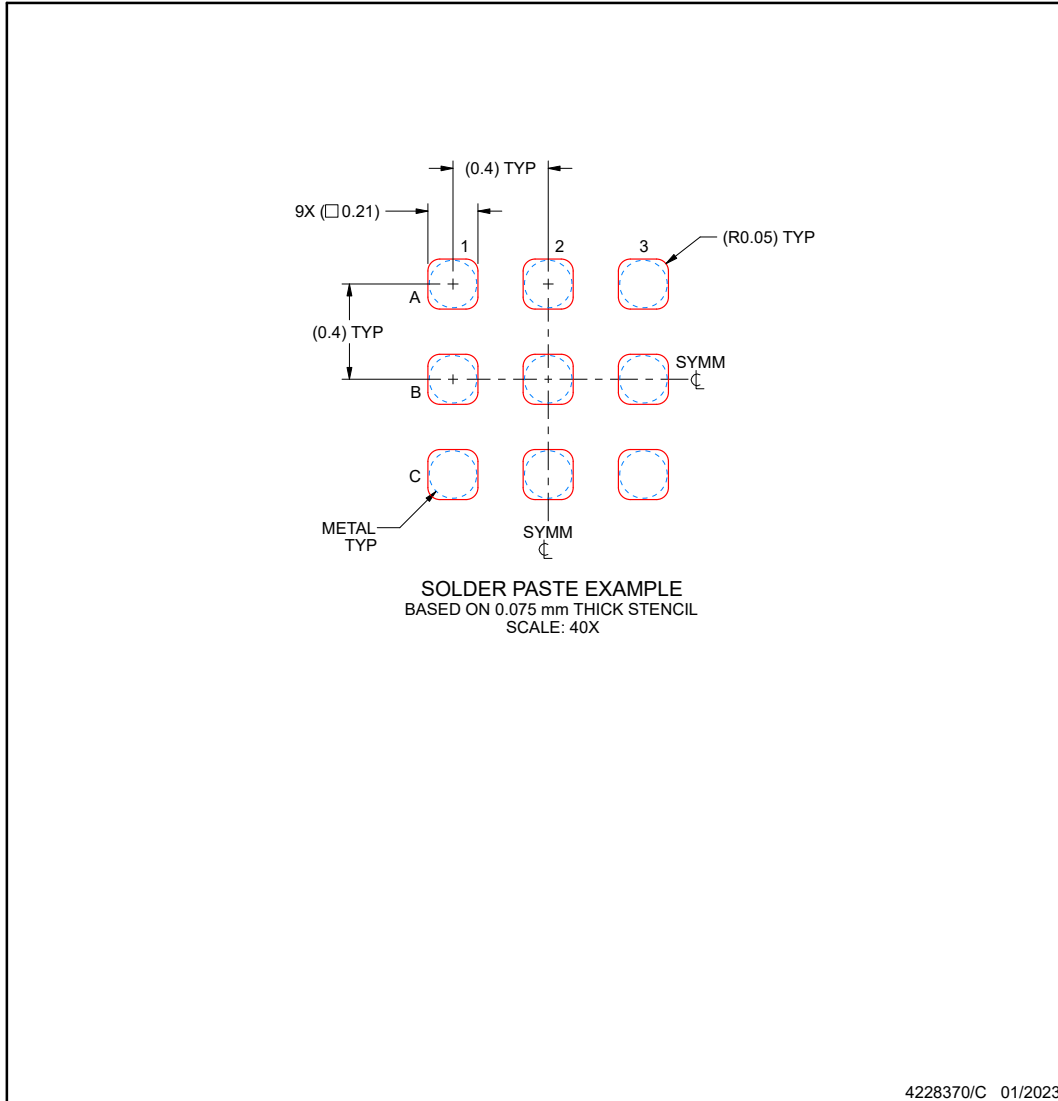 (0.4) TYP
9X (□ 0.21)
1
2
3
(R0.05) TYP
A
(0.4) TYP
SYMM
℄
B
C
METAL
TYP
SYMM
℄
SOLDER PASTE EXAMPLE
BASED ON 0.075 mm THICK STENCIL
SCALE: 40X
4228370/C 01/2023